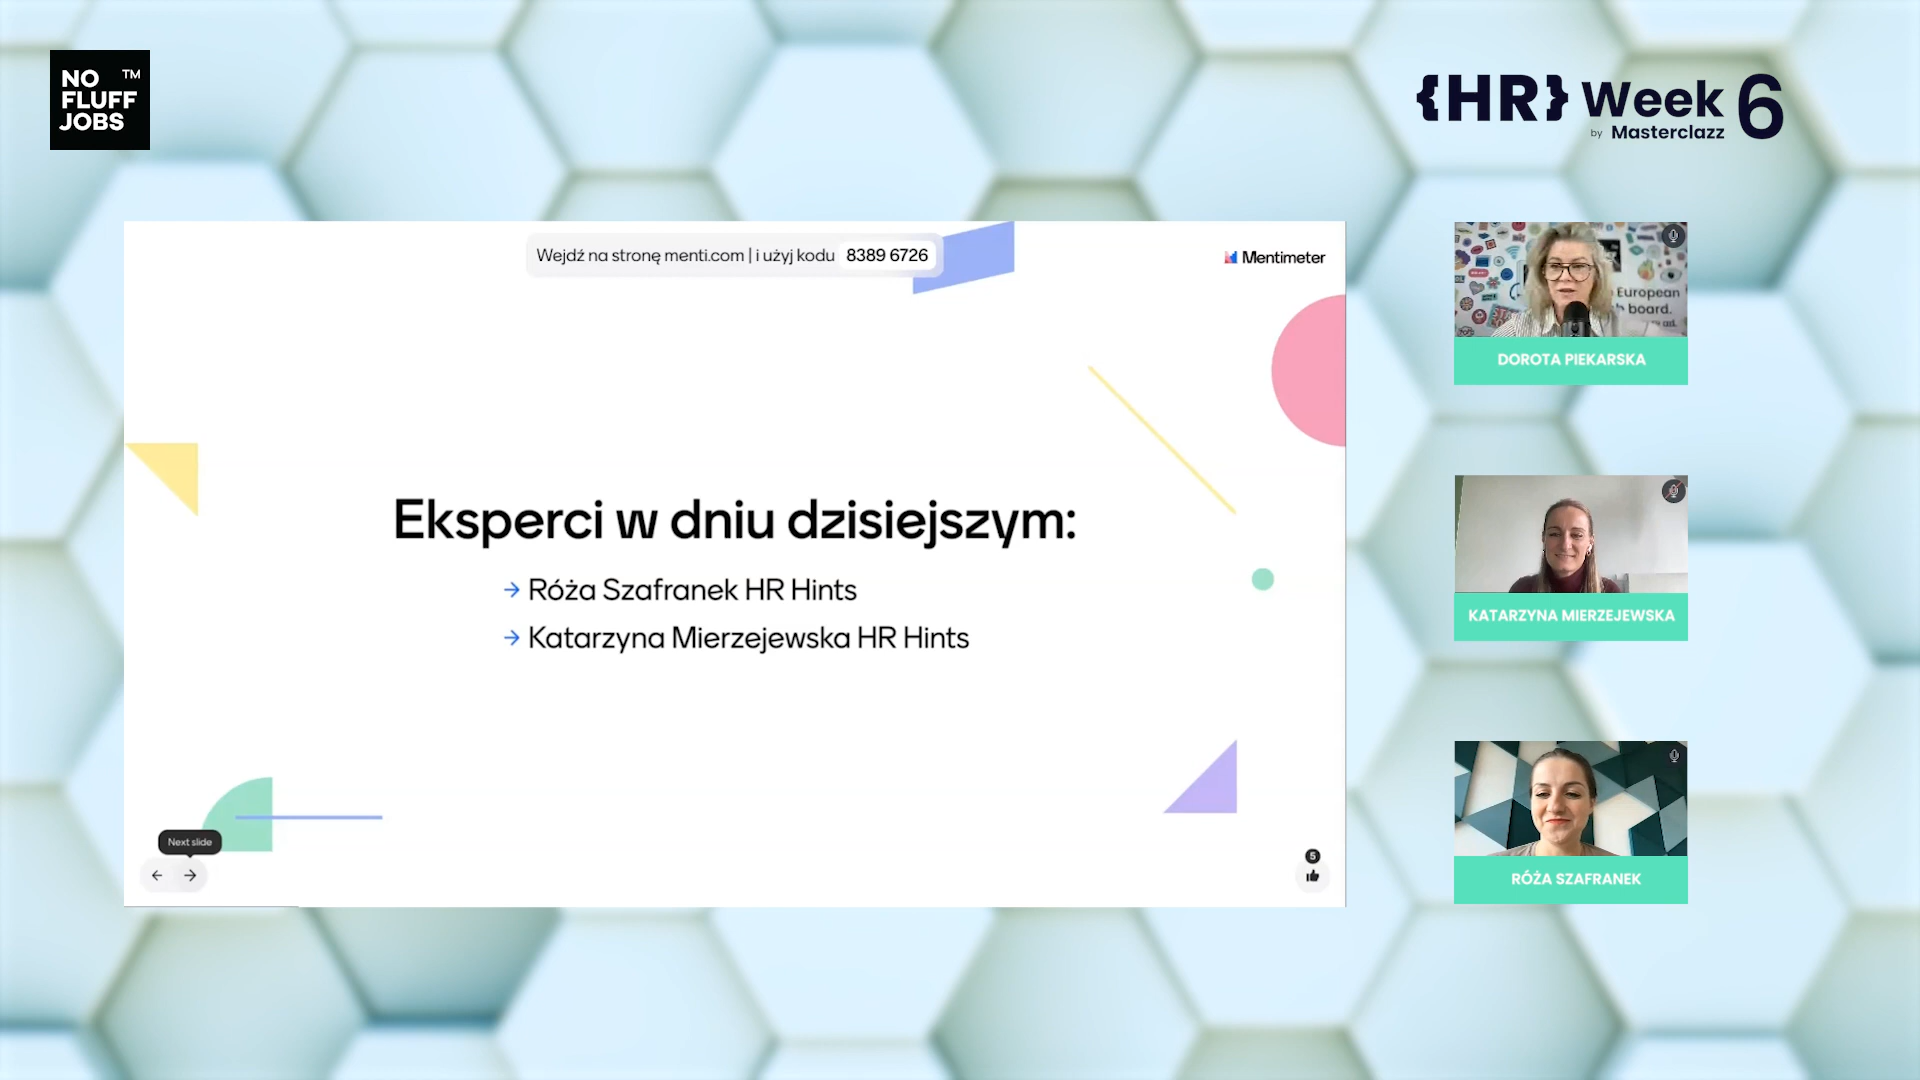 NO ™
FLUFF
JOBS
{HR} Week 6
by Masterclazz
Wejdź na stronę menti.com | i użyj kodu 8389 6726
Mentimeter
Eksperci w dniu dzisiejszym:
→ Róża Szafranek HR Hints
→ Katarzyna Mierzejewska HR Hints
Next slide
5
European
board.
DOROTA PIEKARSKA
KATARZYNA MIERZEJEWSKA
RÓŻA SZAFRANEK